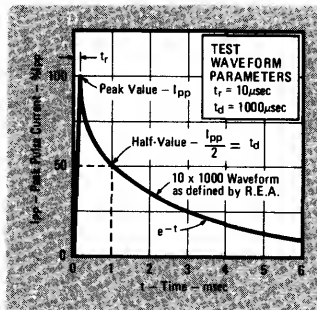 tr
TEST
WAVEFORM
PARAMETERS
tr = 10μsec
td = 1000μsec
100
Peak Value – Ipp
Half-Value – Ipp/2 = td
50
10 x 1000 Waveform
as defined by R.E.A.
e-t
0
0 1 2 3 4 5 6
t – Time – msec
Ipp – Peak Pulse Current – %Ipp